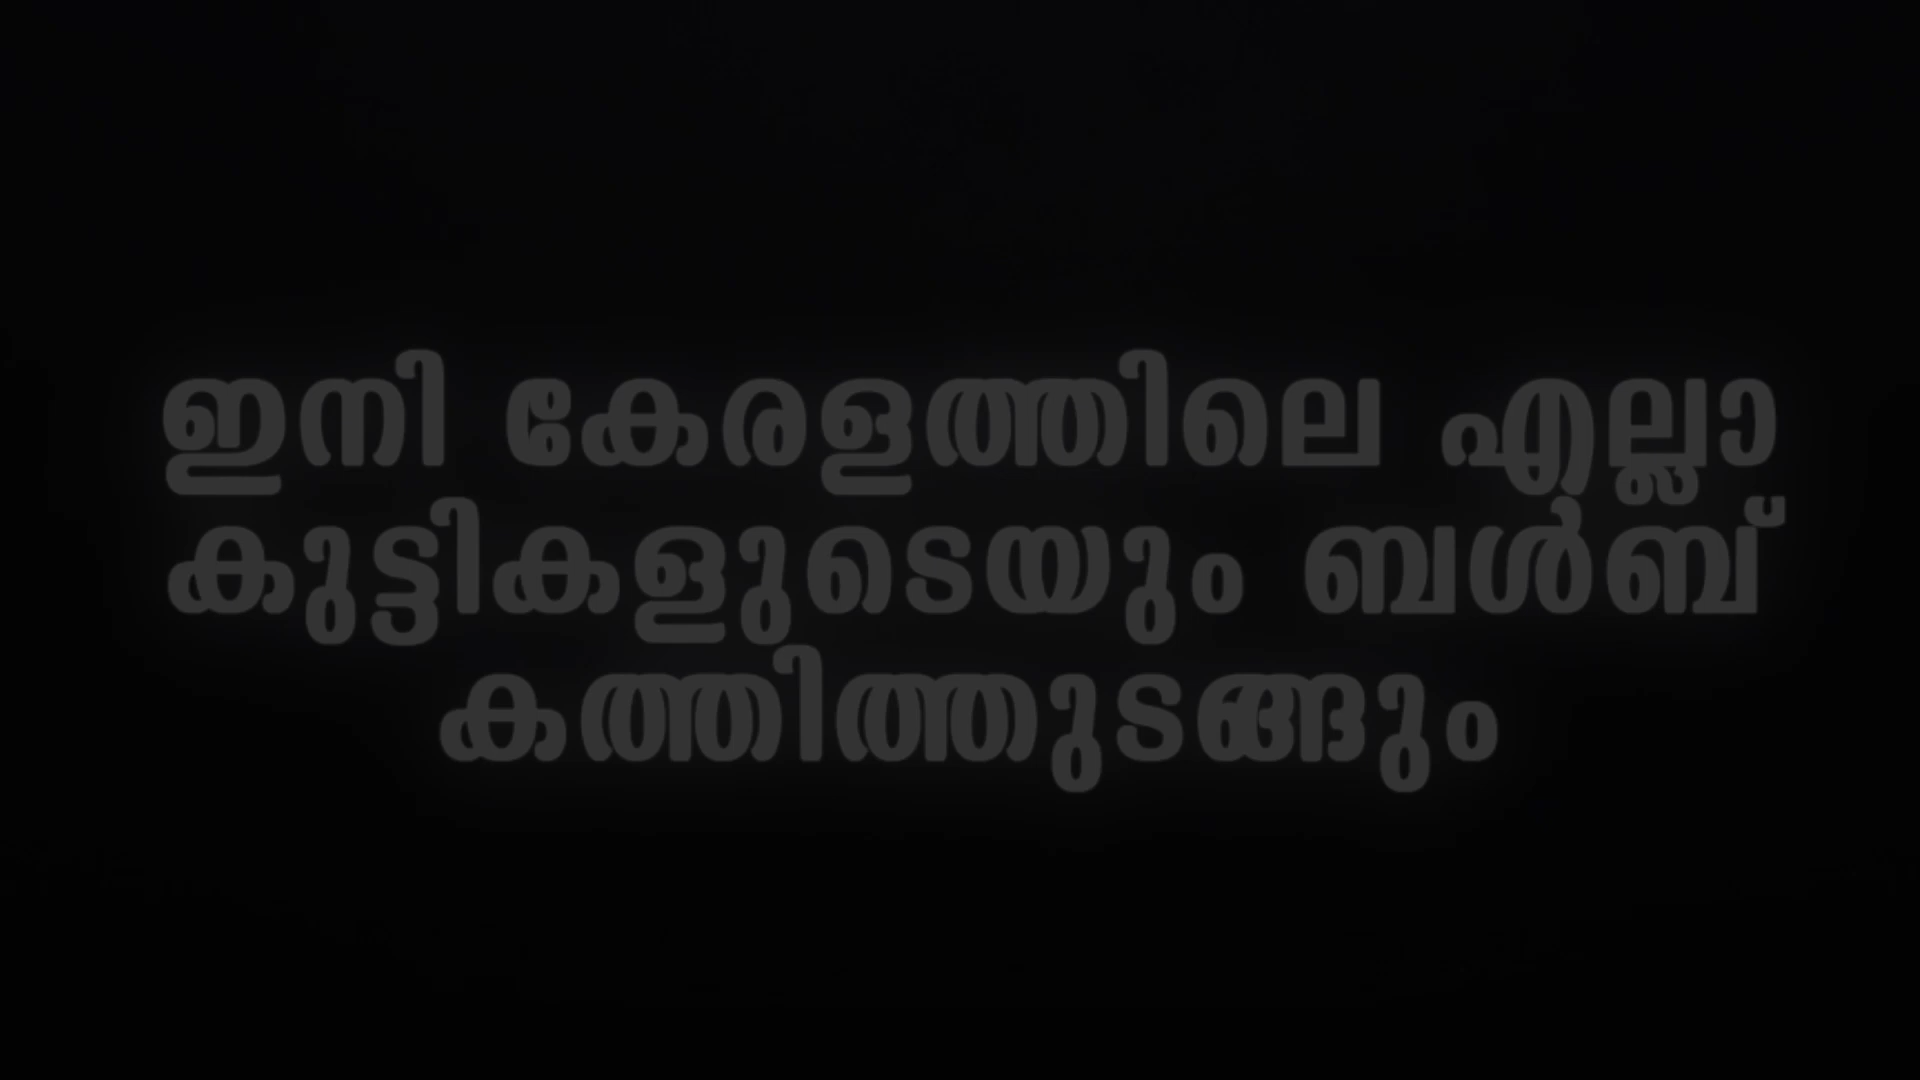 ഇനി കേരളത്തിലെ എല്ലാ
കുട്ടികളുടെയും ബൾബ്
കത്തിത്തുടങ്ങും